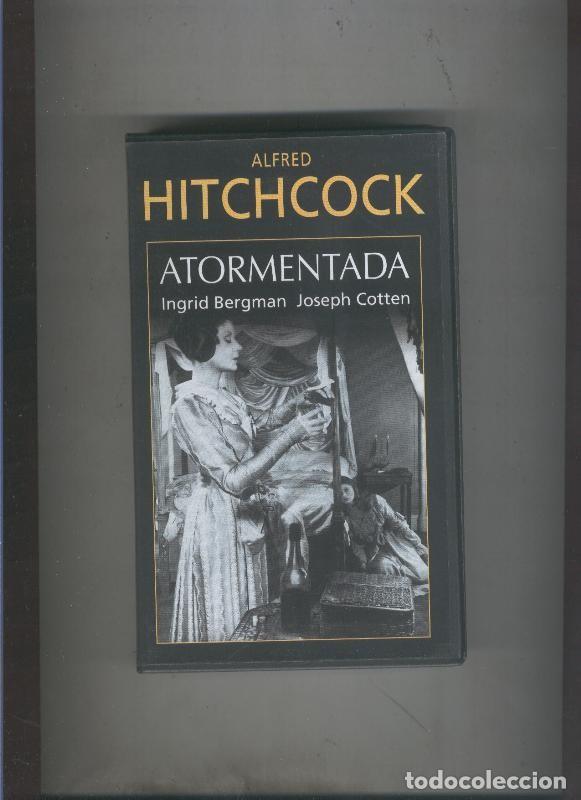 ALFRED
HITCHCOCK
ATORMENTADA
Ingrid Bergman Joseph Cotten
todocoleccion